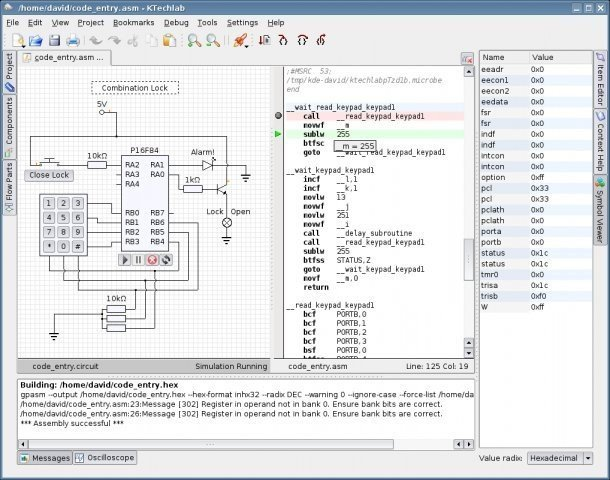 /home/david/code_entry.asm - KTechlab
File Edit View Project Bookmarks Debug Tools Settings Help
code_entry.asm ...
Project
Components
Flow Parts
Combination Lock
5V
P16F84
10kΩ
RA2 RA1
RA3 RA0
RA4
Alarm!
1kΩ
Close Lock
1 2 3
4 5 6
7 8 9
* 0 #
RB0 RB7
RB1 RB6
RB2 RB5
RB3 RB4
Lock Open
10kΩ
code_entry.circuit Simulation Running
;#MSRC 53;
/tmp/kde-david/ktechlabpTzd1b.microbe
end
__wait_read_keypad_keypad1
call __read_keypad_keypad1
movwf __m
sublw 255
btfsc
__m = 255
goto __wait_read_keypad_keypad1
__wait_keypad_keypad1
incf __l,1
incf __k,1
movlw 13
movwf __j
movlw 251
movwf __i
call __delay_subroutine
call __read_keypad_keypad1
sublw 255
btfss STATUS,Z
goto __wait_keypad_keypad1
movf __m,0
return
__read_keypad_keypad1
bcf PORTB,0
bcf PORTB,1
bcf PORTB,2
bcf PORTB,3
bsf PORTB,0
code_entry.asm Line: 125 Col: 19
Name Value
eeadr 0x0
eecon1 0x0
eecon2 0x0
eedata 0x0
fsr 0x0
fsr 0x0
indf 0x0
indf 0x0
intcon 0x0
intcon 0x0
option 0xff
pcl 0x33
pcl 0x33
pclath 0x0
pclath 0x0
porta 0x0
portb 0x0
status 0x1c
status 0x1c
tmr0 0x0
trisa 0x1c
trisb 0xf0
W 0xff
Item Editor
Context Help
Symbol Viewer
Building: /home/david/code_entry.hex
gpasm --output /home/david/code_entry.hex --hex-format inhx32 --radix DEC --warning 0 --ignore-case --force-list /home/da
/home/david/code_entry.asm:23:Message [302] Register in operand not in bank 0. Ensure bank bits are correct.
/home/david/code_entry.asm:26:Message [302] Register in operand not in bank 0. Ensure bank bits are correct.
*** Assembly successful ***
Messages Oscilloscope
Value radix: Hexadecimal